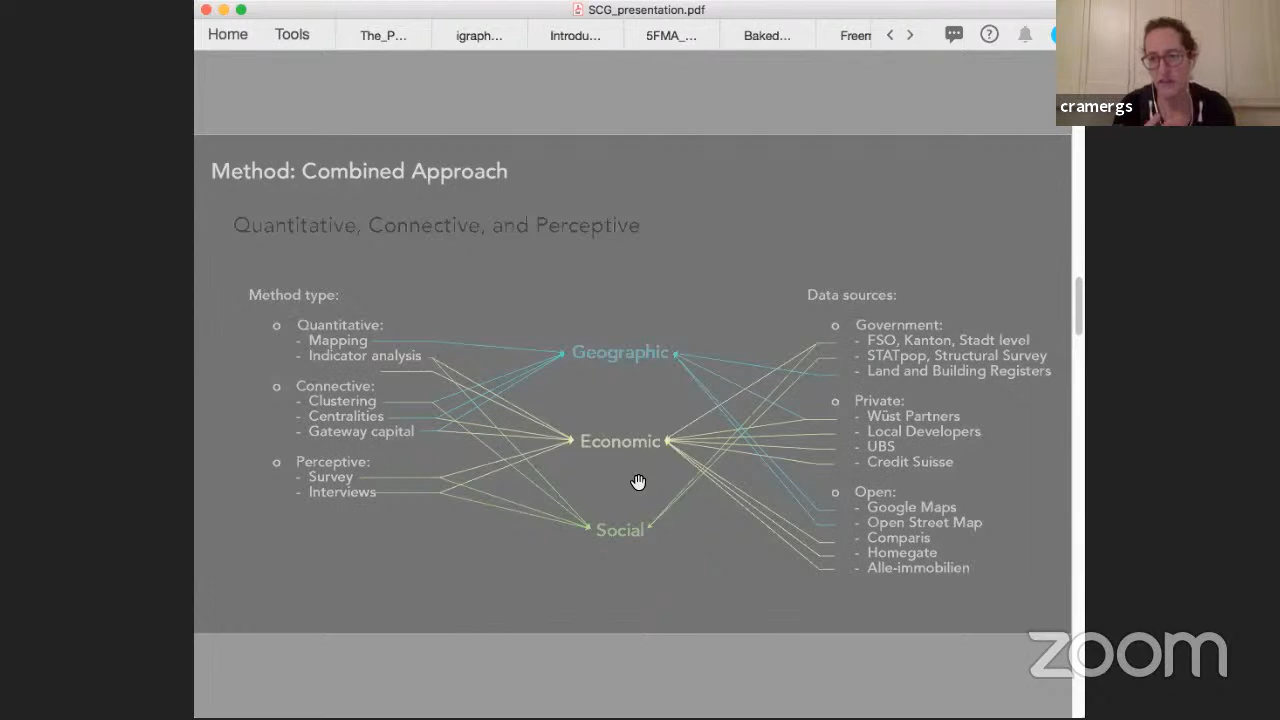 SCG_presentation.pdf
Home Tools The_P... igraph... Introdu... 5FMA_... Baked... Freem
cramergs
Method: Combined Approach
Quantitative, Connective, and Perceptive
Method type:
o Quantitative:
- Mapping
- Indicator analysis
o Connective:
- Clustering
- Centralities
- Gateway capital
o Perceptive:
- Survey
- Interviews
Geographic
Economic
Social
Data sources:
o Government:
- FSO, Kanton, Stadt level
- STATpop, Structural Survey
- Land and Building Registers
o Private:
- Wüst Partners
- Local Developers
- UBS
- Credit Suisse
o Open:
- Google Maps
- Open Street Map
- Comparis
- Homegate
- Alle-immobilien
zoom